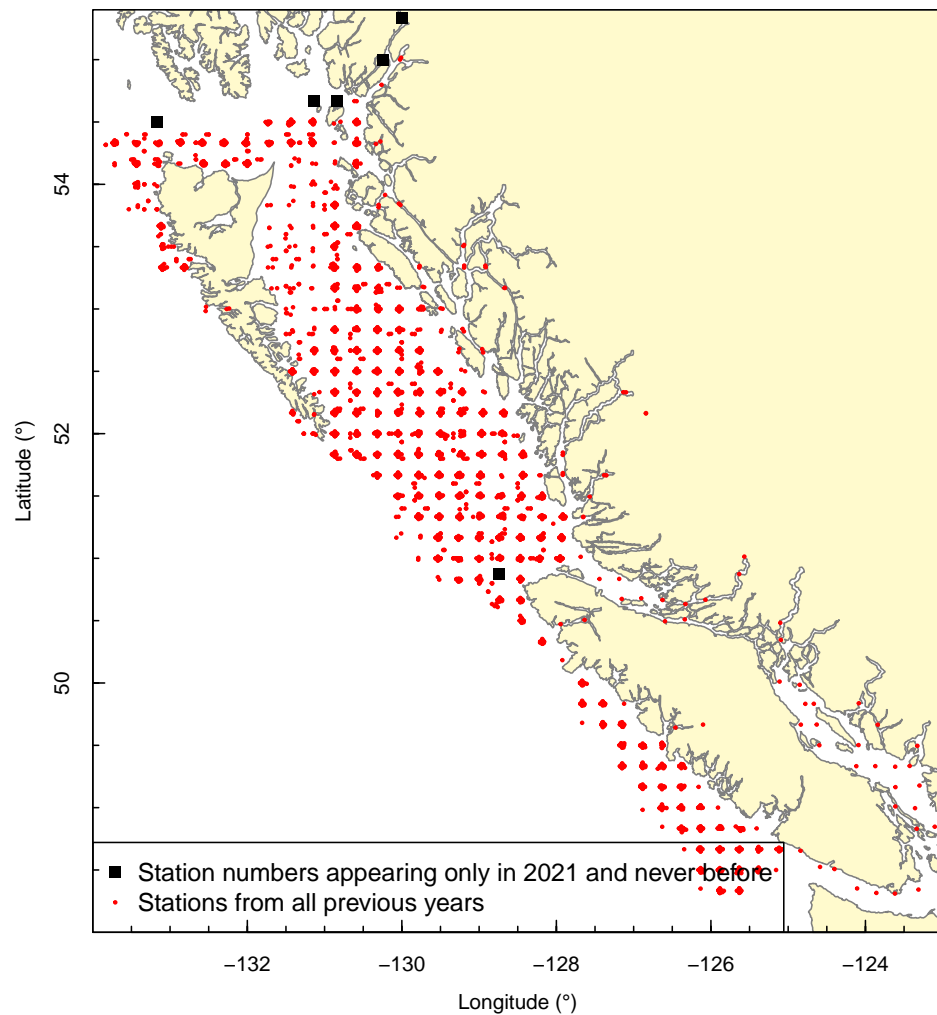 54
52
50
Latitude (°)
Station numbers appearing only in 2021 and never before
Stations from all previous years
−132
−130
−128
−126
−124
Longitude (°)